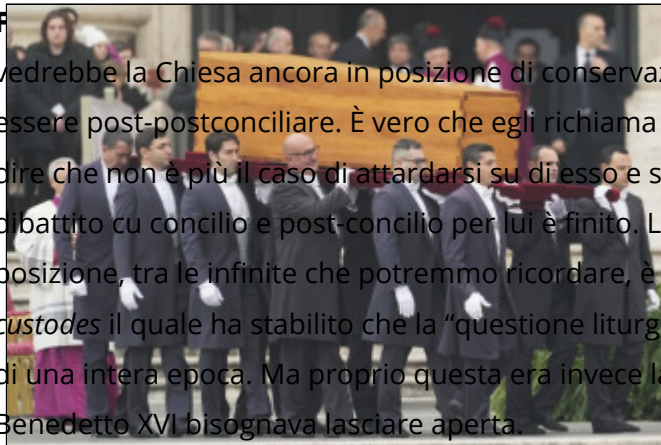 F
vedrebbe la Chiesa ancora in posizione di conservaz
essere post-postconciliare. È vero che egli richiama
dire che non è più il caso di attardarsi su di esso e s
dibattito cu concilio e post-concilio per lui è finito. L
posizione, tra le infinite che potremmo ricordare, è
custodes il quale ha stabilito che la “questione liturg
di una intera epoca. Ma proprio questa era invece la
Benedetto XVI bisognava lasciare aperta.